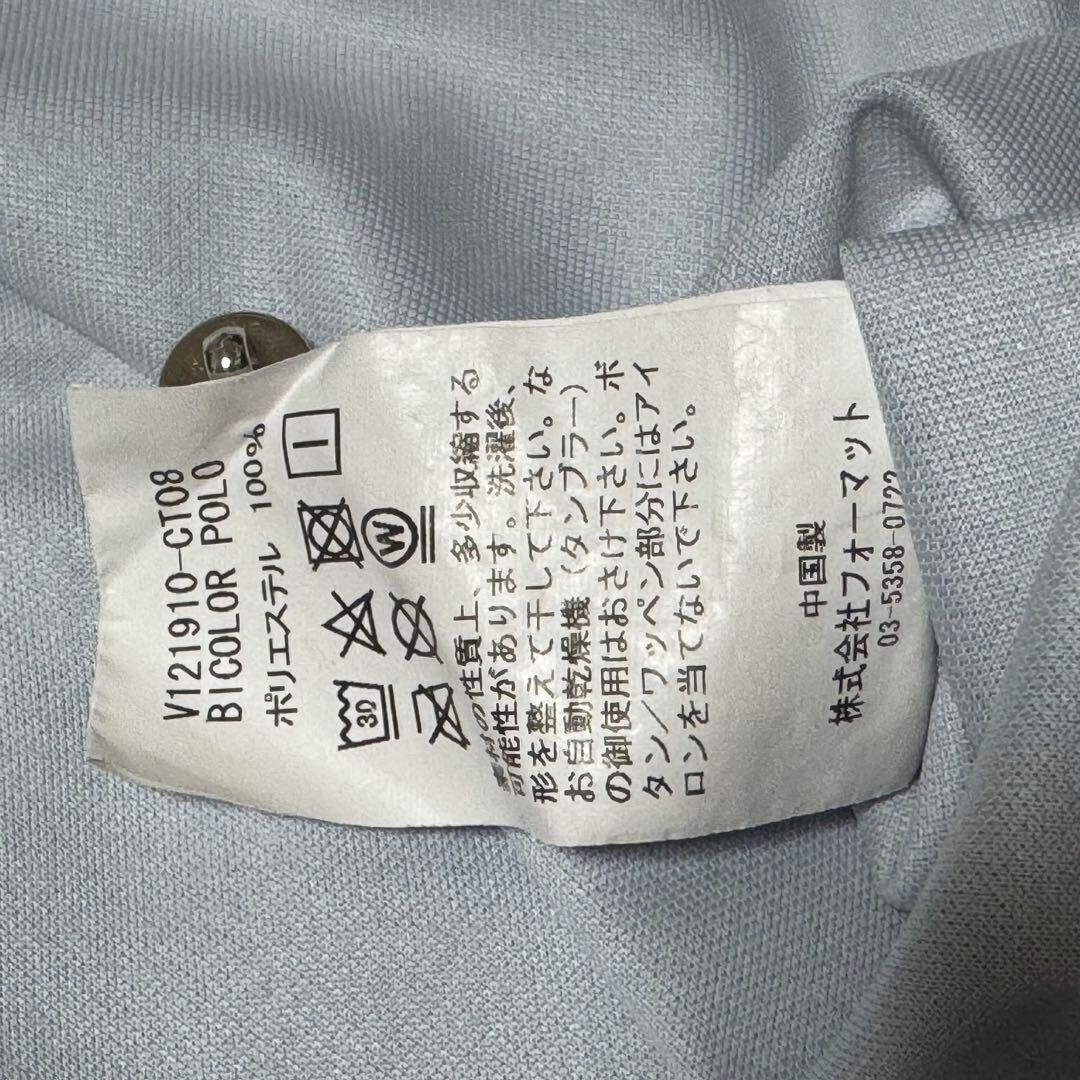 V121910-CT08
BICOLOR POLO
ポリエステル 100%
30
W
素材の性質上、多少収縮する
可能性があります。洗濯後、
形を整えて干して下さい。な
お自動乾燥機(タンブラー)
の御使用はおさけ下さい。ボ
タン/ワッペン部分にはアイ
ロンを当てないで下さい。
中国製
株式会社フォーマット
03-5358-0722